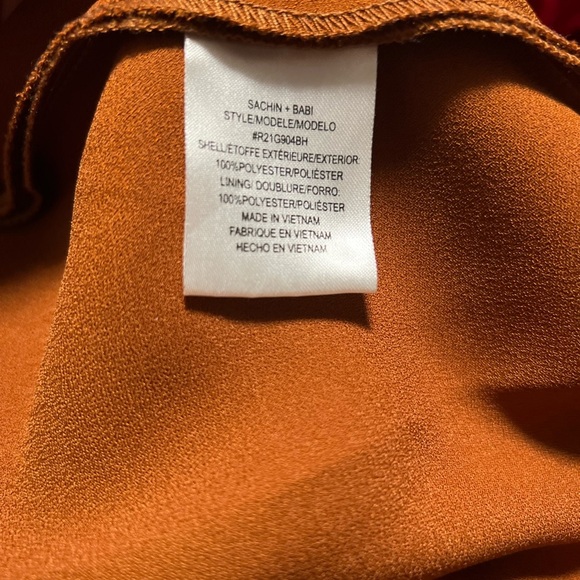 SACHIN + BABI
STYLE/MODELE/MODELO
#R21G904BH
SHELL/ETOFFE EXTÉRIEURE/EXTERIOR:
100%POLYESTER/POLIÉSTER
LINING/ DOUBLURE/FORRO:
100%POLYESTER/POLIÉSTER
MADE IN VIETNAM
FABRIQUE EN VIETNAM
HECHO EN VIETNAM